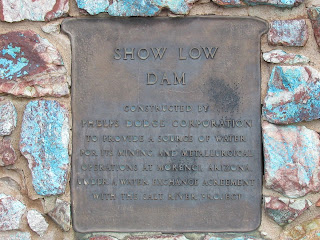 SHOW LOW
DAM
CONSTRUCTED BY
PHELPS DODGE CORPORATION
TO PROVIDE A SOURCE OF WATER
FOR ITS MINING AND METALLURGICAL
OPERATIONS AT MORENCI, ARIZONA
UNDER A WATER EXCHANGE AGREEMENT
WITH THE SALT RIVER PROJECT